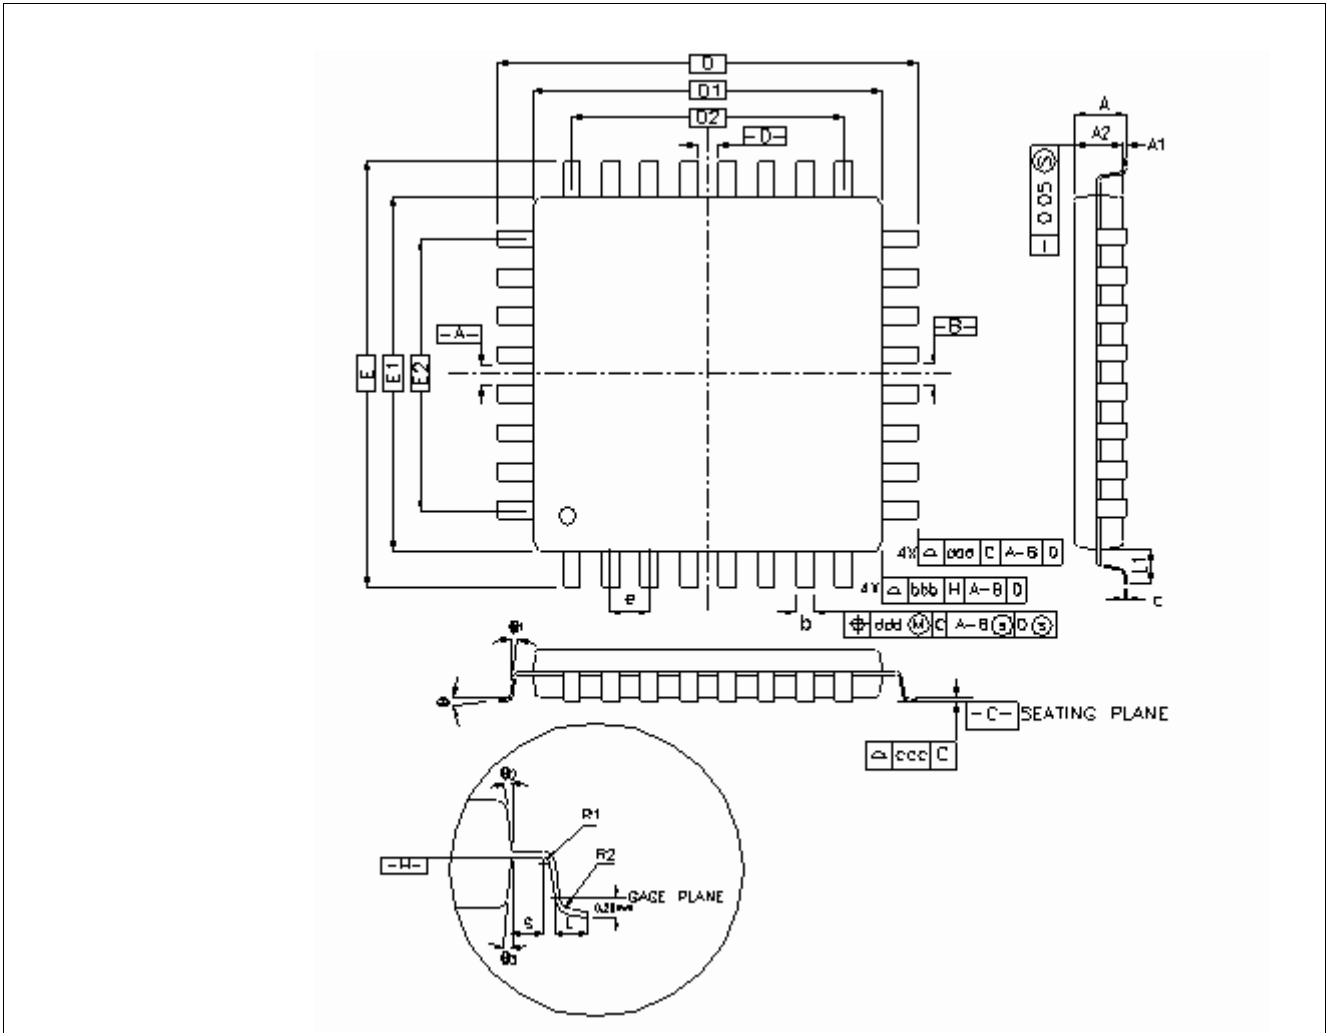 D
D1
D2
-D-
A
A2
A1
0.05 S
-A-
-B-
E
E1
E2
4X C A-B D
4X bbb H A-B D
e
b
ddd M C A-B S D S
L1
c
θ1
θ
-C- SEATING PLANE
ccc C
θ2
R1
-H-
R2
GAGE PLANE
S
L
θ3